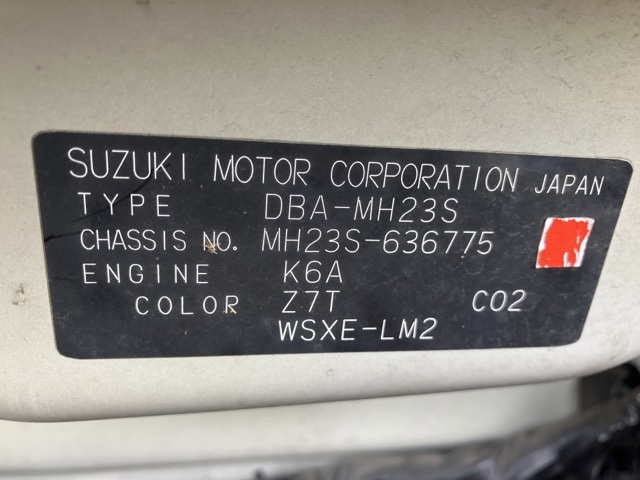 SUZUKI MOTOR CORPORATION JAPAN
TYPE DBA-MH23S
CHASSIS NO. MH23S-636775
ENGINE K6A
COLOR Z7T C02
WSXE-LM2